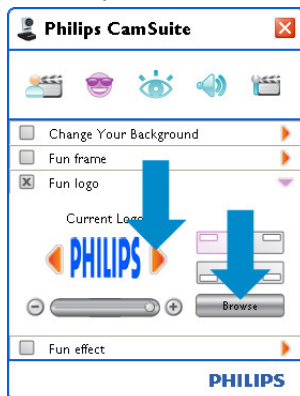 Philips CamSuite
Change Your Background
Fun frame
Fun logo
Current Logo
PHILIPS
Browse
Fun effect
PHILIPS